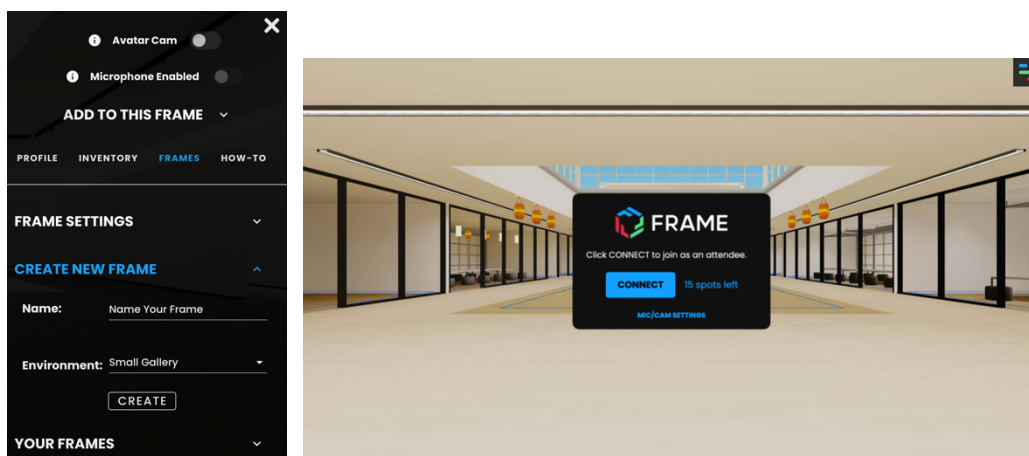 Avatar Cam
Microphone Enabled
ADD TO THIS FRAME
PROFILE INVENTORY FRAMES HOW-TO
FRAME SETTINGS
CREATE NEW FRAME
Name: Name Your Frame
Environment: Small Gallery
CREATE
YOUR FRAMES
FRAME
Click CONNECT to join as an attendee.
CONNECT 15 spots left
MIC/CAM SETTINGS